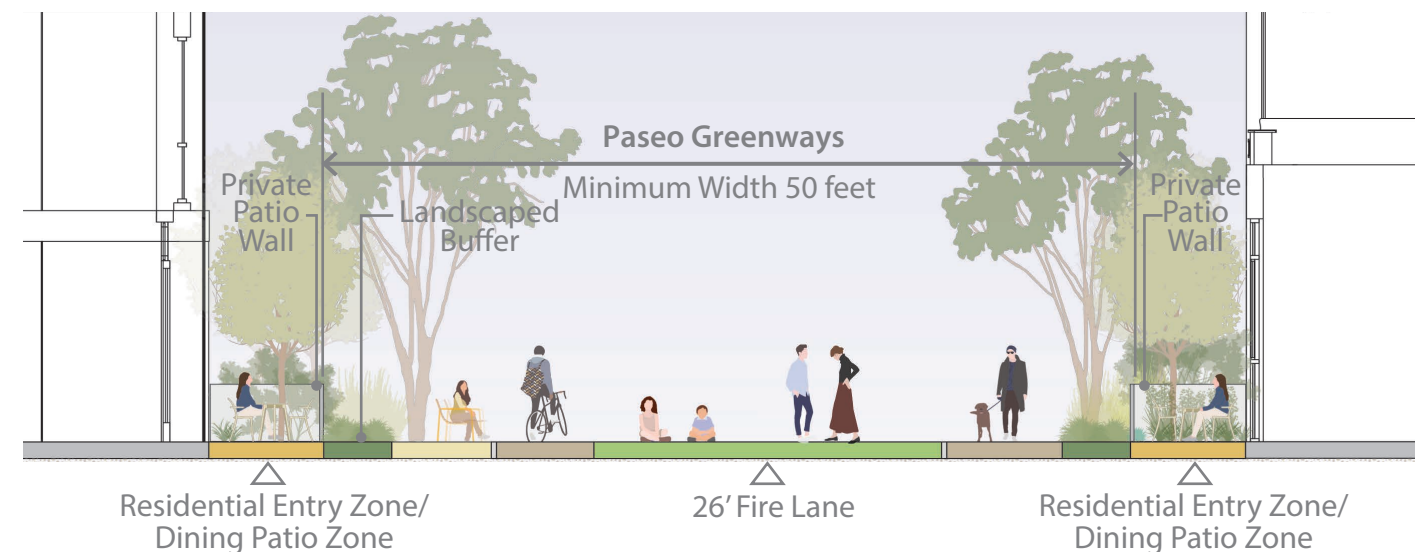 Paseo Greenways
Minimum Width 50 feet
Private
Patio
Wall
Landscaped
Buffer
Private
Patio
Wall
Residential Entry Zone/
Dining Patio Zone
26’ Fire Lane
Residential Entry Zone/
Dining Patio Zone